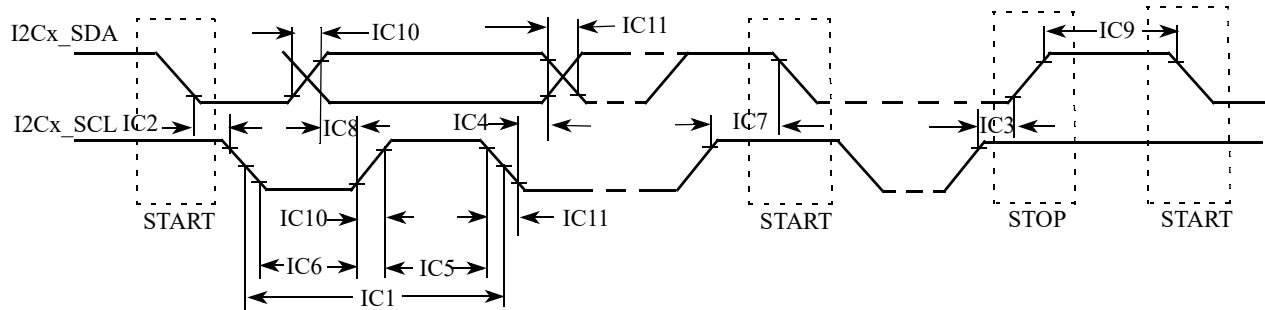 I2Cx_SDA
IC10
IC11
IC9
I2Cx_SCL
IC2
IC8
IC4
IC7
IC3
START
IC10
IC11
START
STOP
START
IC6
IC5
IC1